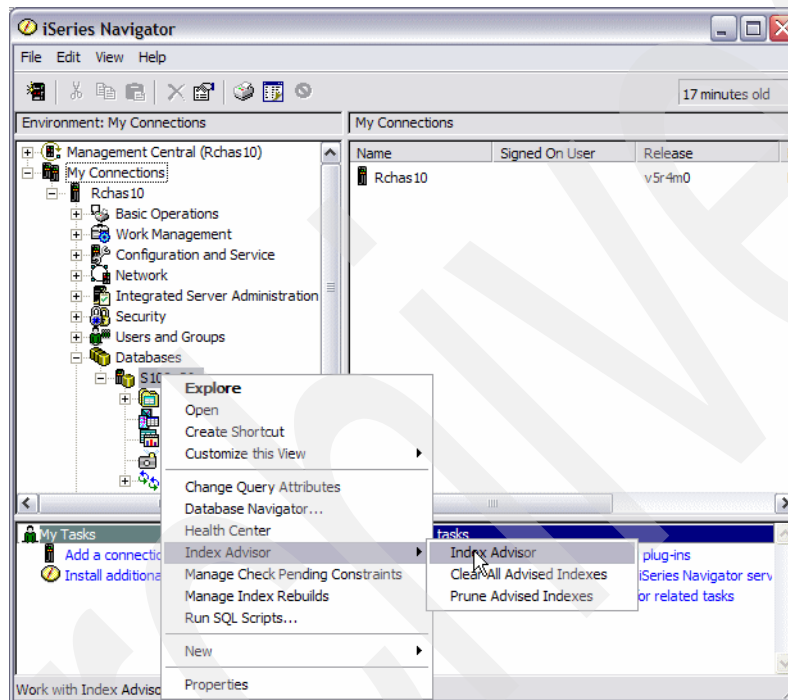 iSeries Navigator
File Edit View Help
17 minutes old
Environment: My Connections
My Connections
Management Central (Rchas10)
My Connections
Rchas10
Basic Operations
Work Management
Configuration and Service
Network
Integrated Server Administration
Security
Users and Groups
Databases
Name Signed On User Release
Rchas10 v5r4m0
Explore
Open
Create Shortcut
Customize this View
Change Query Attributes
Database Navigator...
Health Center
Index Advisor
Manage Check Pending Constraints
Manage Index Rebuilds
Run SQL Scripts...
New
Properties
Index Advisor
Clear All Advised Indexes
Prune Advised Indexes
My Tasks
Add a
Install
tasks
plug-ins
iSeries Navigator
or related tasks
Work with Index